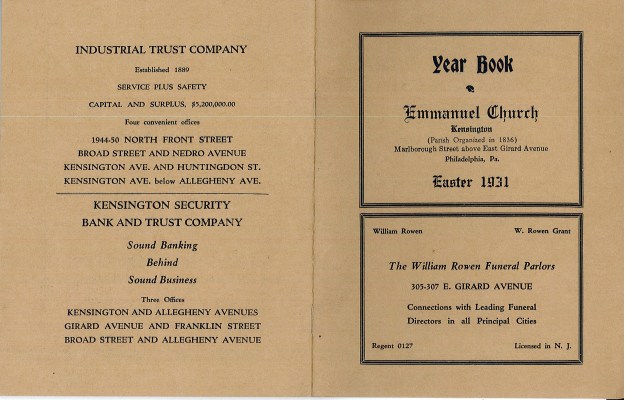 INDUSTRIAL TRUST COMPANY
Established 1889
SERVICE PLUS SAFETY
CAPITAL AND SURPLUS, $5,200,000.00
Four convenient offices
1944-50 NORTH FRONT STREET
BROAD STREET AND NEDRO AVENUE
KENSINGTON AVE. AND HUNTINGDON ST.
KENSINGTON AVE. below ALLEGHENY AVE.
KENSINGTON SECURITY
BANK AND TRUST COMPANY
Sound Banking
Behind
Sound Business
Three Offices
KENSINGTON AND ALLEGHENY AVENUES
GIRARD AVENUE AND FRANKLIN STREET
BROAD STREET AND ALLEGHENY AVENUE
Year Book
Emmanuel Church
Kensington
(Parish Organized in 1836)
Marlborough Street above East Girard Avenue
Philadelphia, Pa.
Easter 1931
William Rowen W. Rowen Grant
The William Rowen Funeral Parlors
305-307 E. GIRARD AVENUE
Connections with Leading Funeral
Directors in all Principal Cities
Regent 0127 Licensed in N. J.